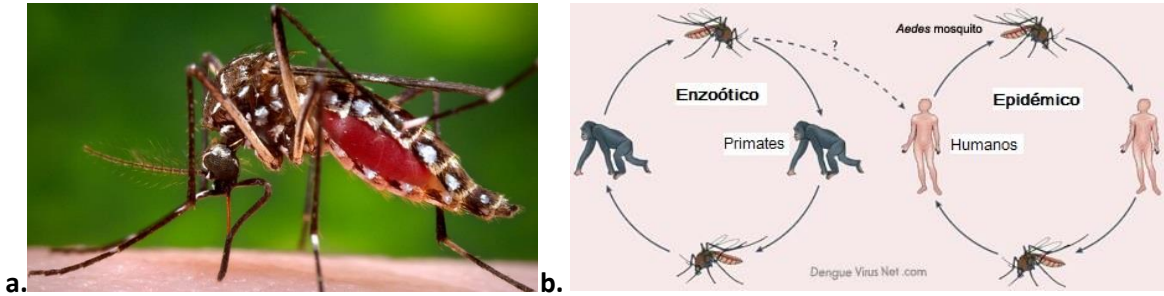 a.
b.
Aedes mosquito
?
Enzoótico
Epidémico
Primates
Humanos
Dengue Virus Net .com